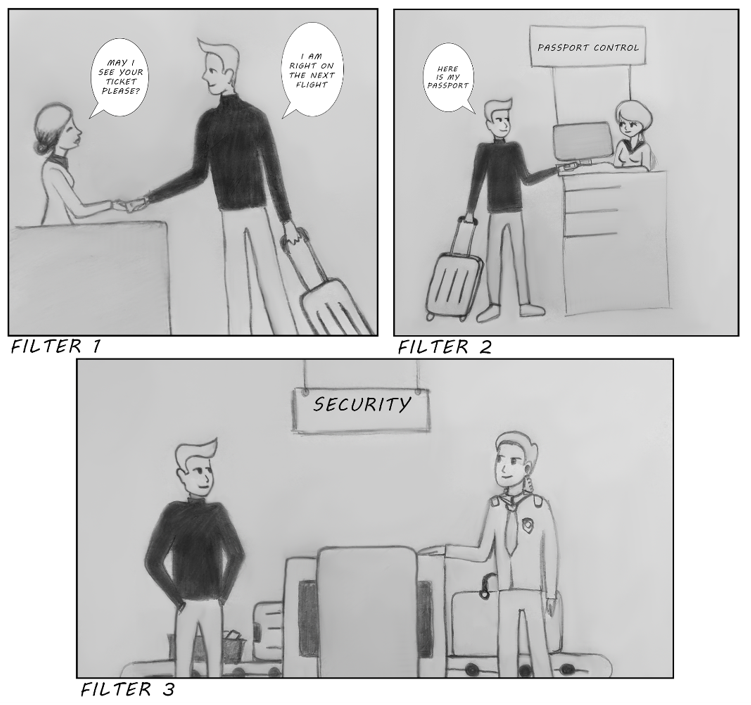 MAY I
SEE YOUR
TICKET
PLEASE?
I AM
RIGHT ON
THE NEXT
FLIGHT
FILTER 1
PASSPORT CONTROL
HERE
IS MY
PASSPORT
FILTER 2
SECURITY
FILTER 3